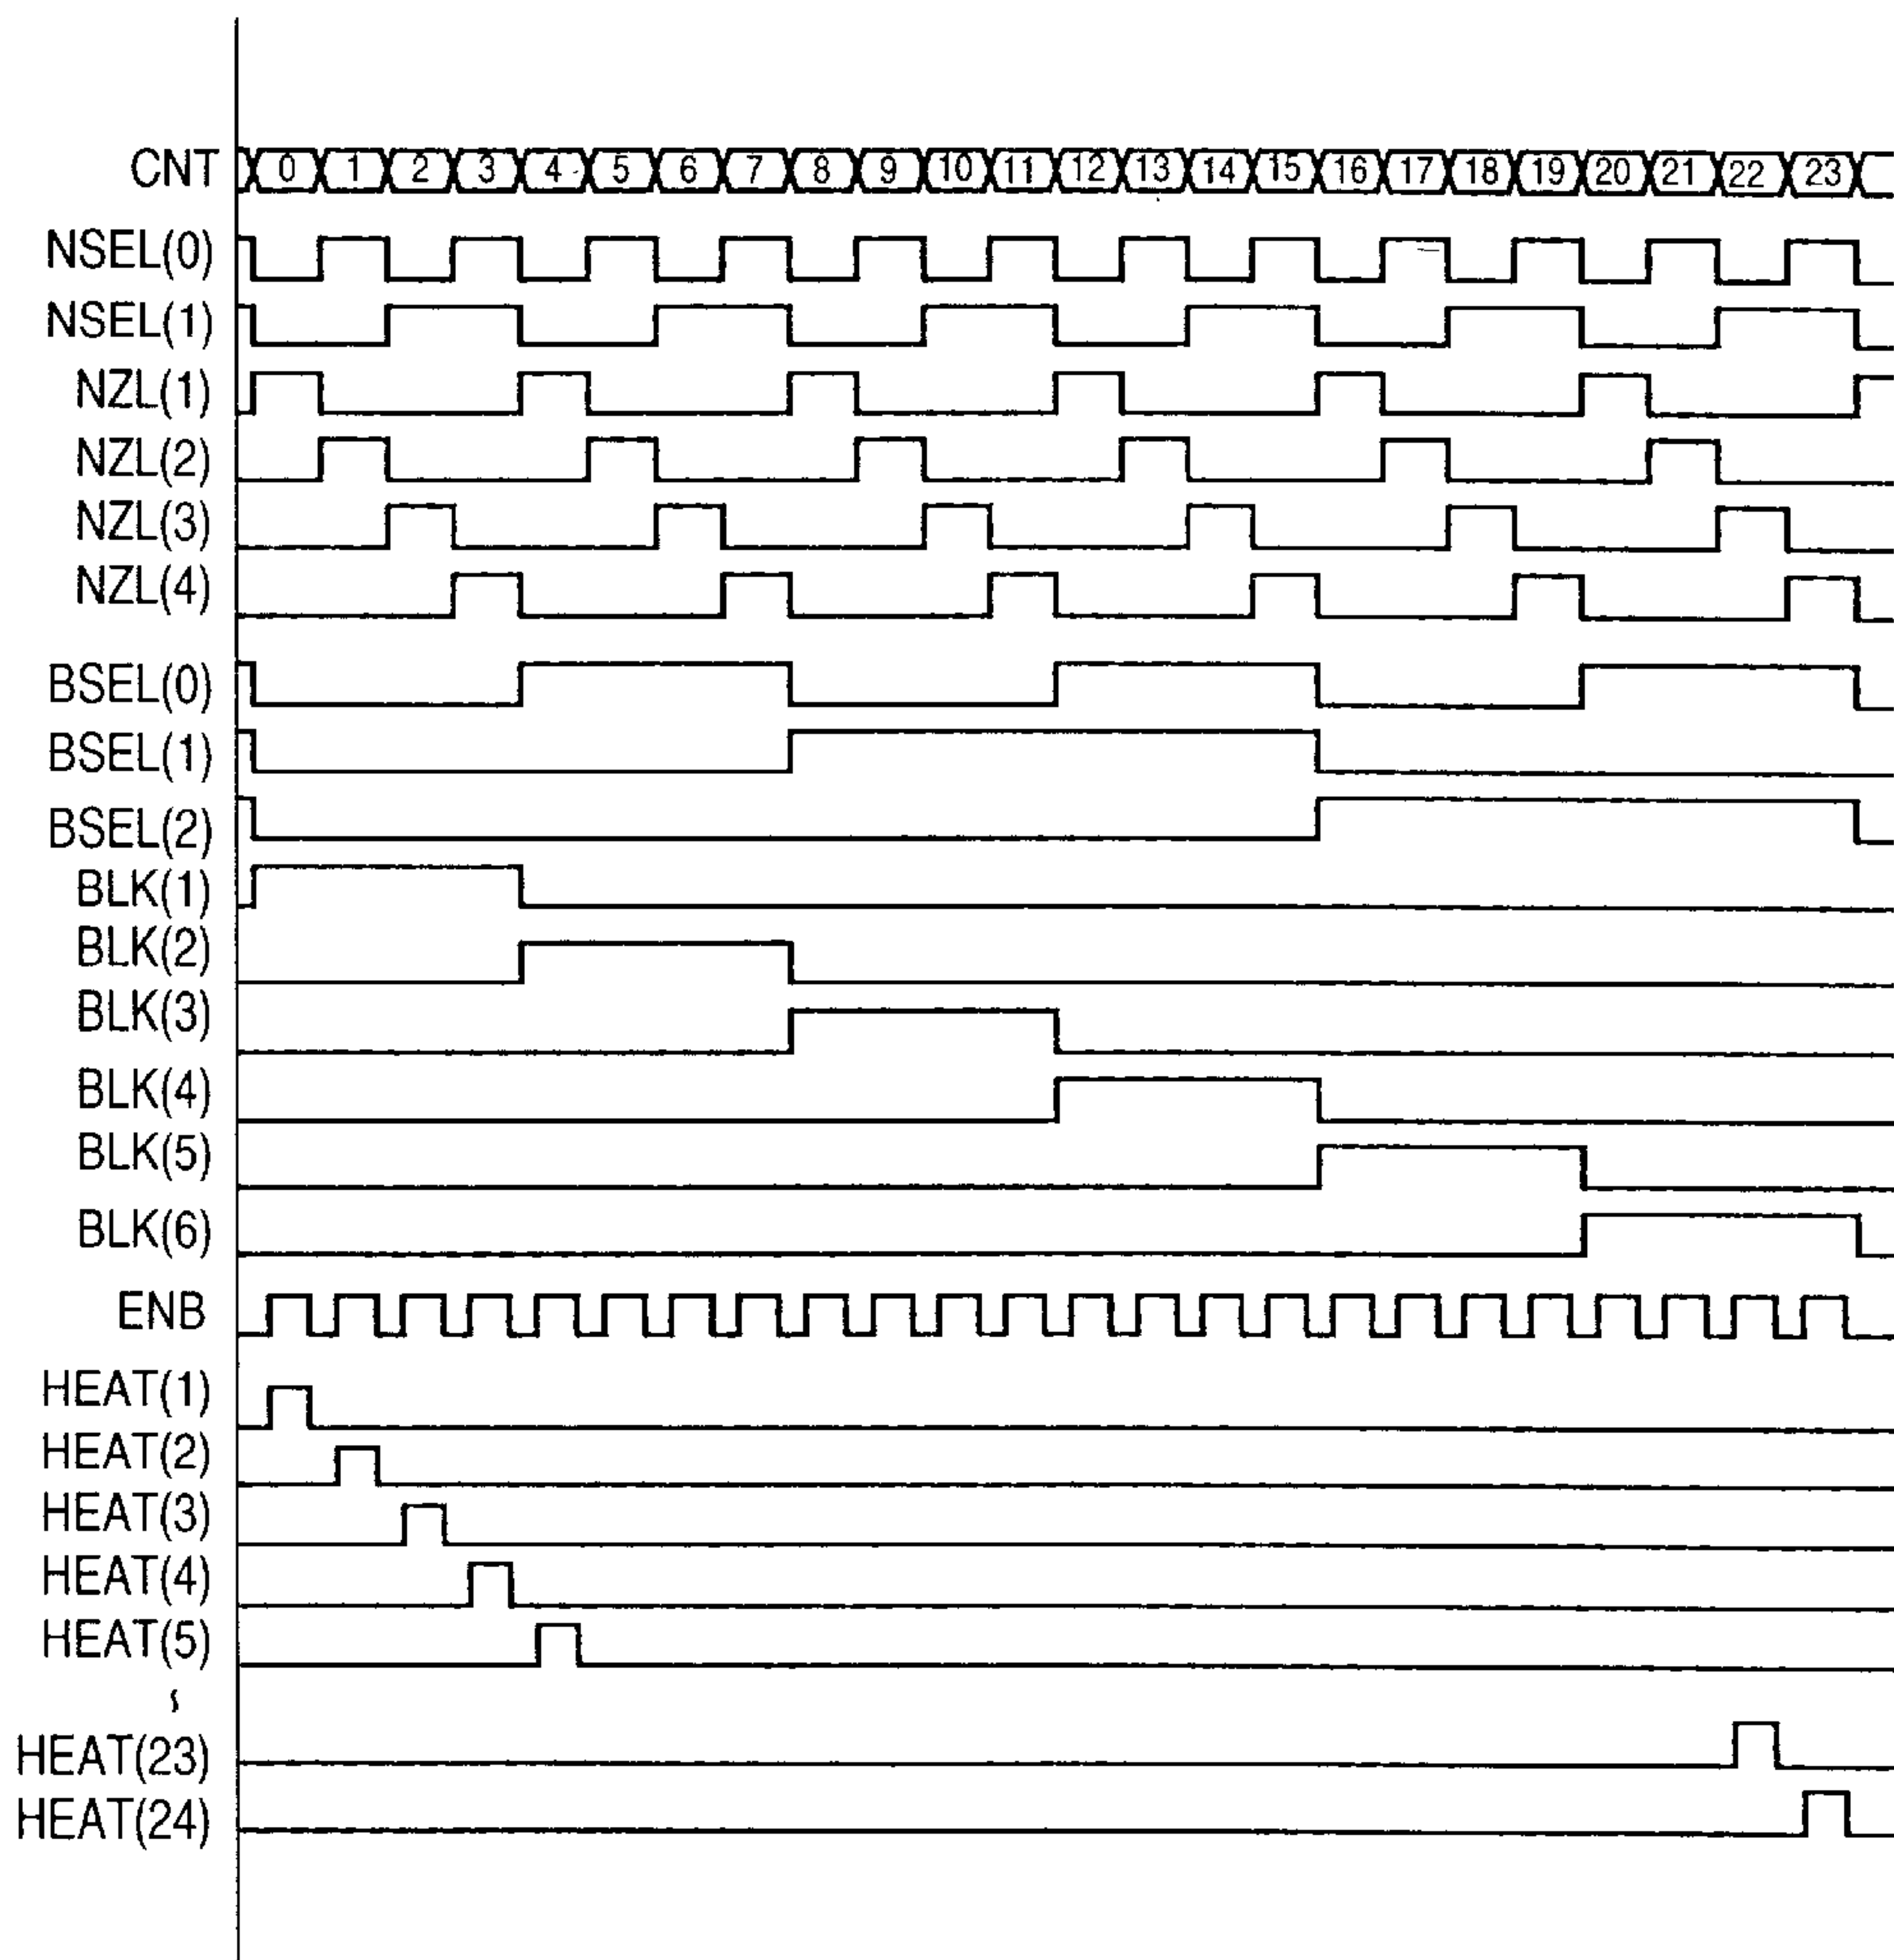 CNT 0 1 2 3 4 5 6 7 8 9 10 11 12 13 14 15 16 17 18 19 20 21 22 23
NSEL(0)
NSEL(1)
NZL(1)
NZL(2)
NZL(3)
NZL(4)
BSEL(0)
BSEL(1)
BSEL(2)
BLK(1)
BLK(2)
BLK(3)
BLK(4)
BLK(5)
BLK(6)
ENB
HEAT(1)
HEAT(2)
HEAT(3)
HEAT(4)
HEAT(5)
~
HEAT(23)
HEAT(24)